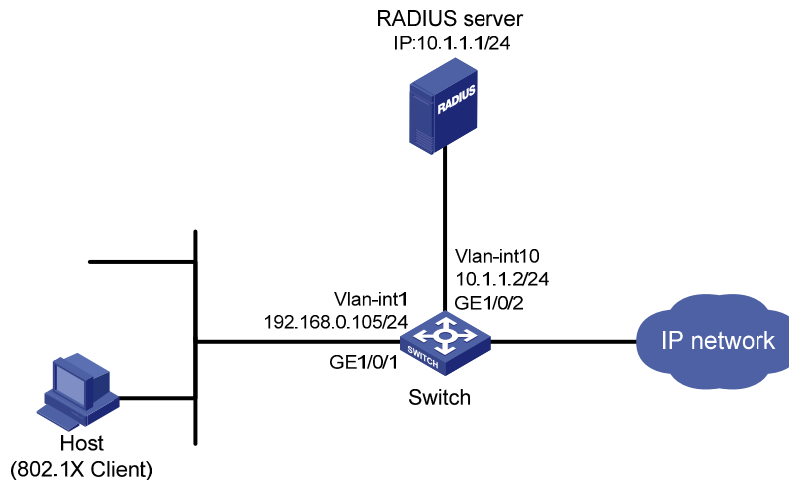 RADIUS server
IP:10.1.1.1/24
RADIUS
Vlan-int10
10.1.1.2/24
GE1/0/2
Vlan-int1
192.168.0.105/24
GE1/0/1
SWITCH
Switch
IP network
Host
(802.1X Client)